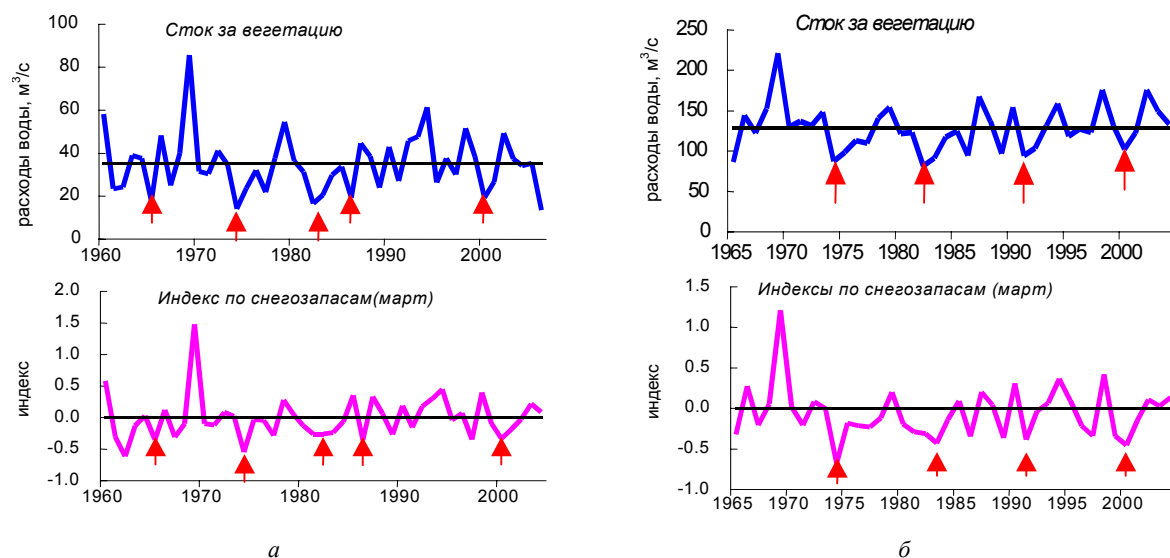 Сток за вегетацию
расходы воды, м³/с
100
80
60
40
20
0
1960 1970 1980 1990 2000
Индекс по снегозапасам(март)
индекс
2.0
1.5
1.0
0.5
0.0
-0.5
-1.0
1960 1970 1980 1990 2000
а
Сток за вегетацию
расходы воды, м³/с
250
200
150
100
50
0
1965 1970 1975 1980 1985 1990 1995 2000
Индексы по снегозапасам (март)
индекс
1.5
1.0
0.5
0.0
-0.5
-1.0
1965 1970 1975 1980 1985 1990 1995 2000
б